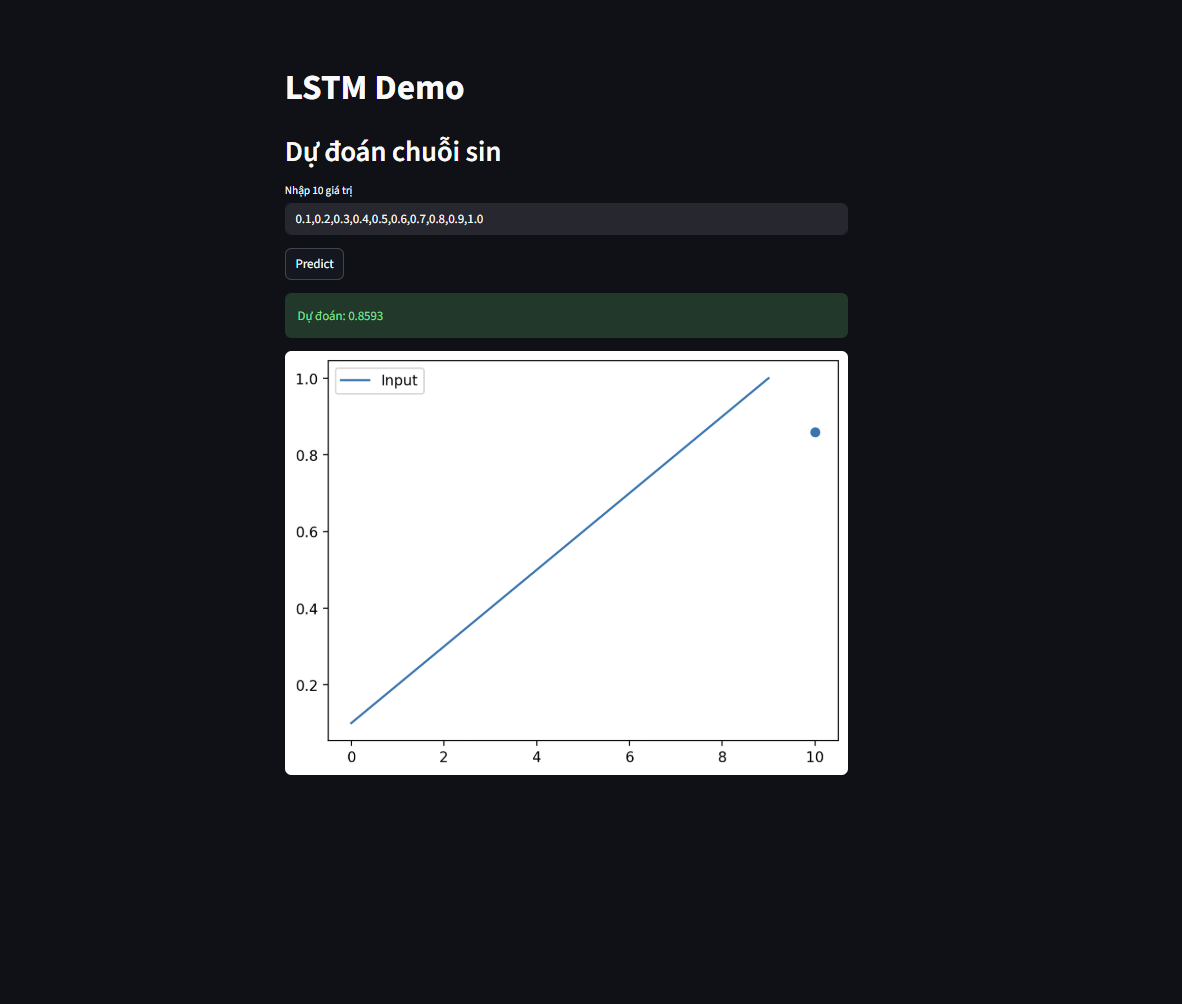 LSTM Demo
Dự đoán chuỗi sin
Nhập 10 giá trị
0.1,0.2,0.3,0.4,0.5,0.6,0.7,0.8,0.9,1.0
Predict
Dự đoán: 0.8593
Input
1.0
0.8
0.6
0.4
0.2
0 2 4 6 8 10